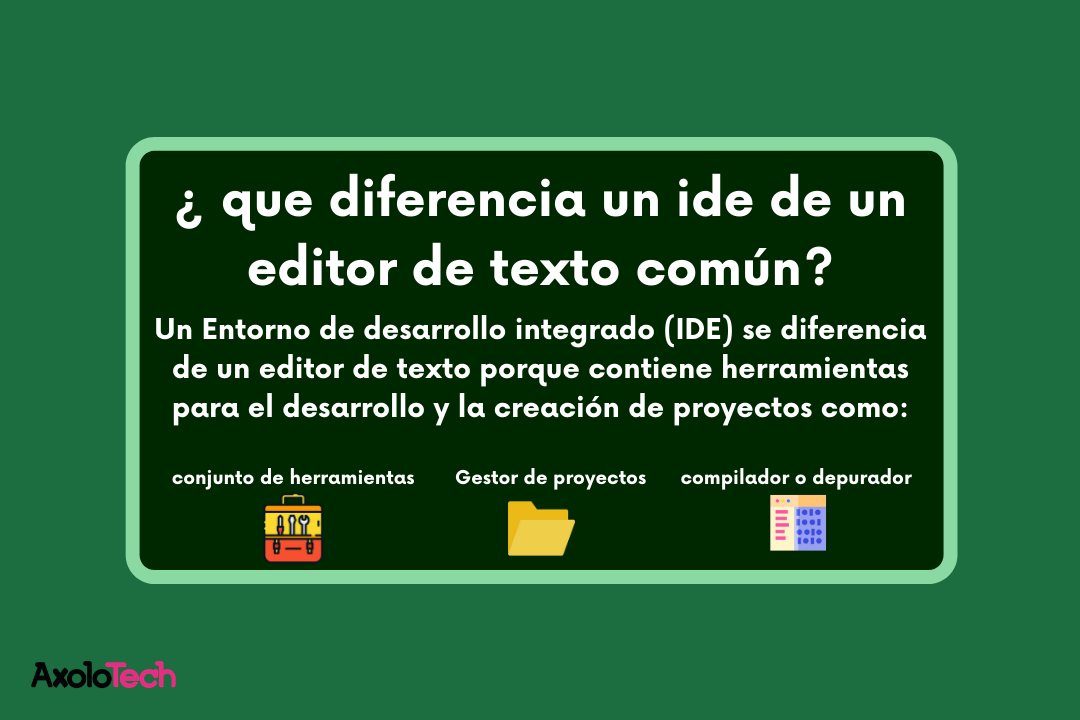 ¿ que diferencia un ide de un
editor de texto común?
Un Entorno de desarrollo integrado (IDE) se diferencia
de un editor de texto porque contiene herramientas
para el desarrollo y la creación de proyectos como:
conjunto de herramientas
Gestor de proyectos
compilador o depurador
AxoloTech